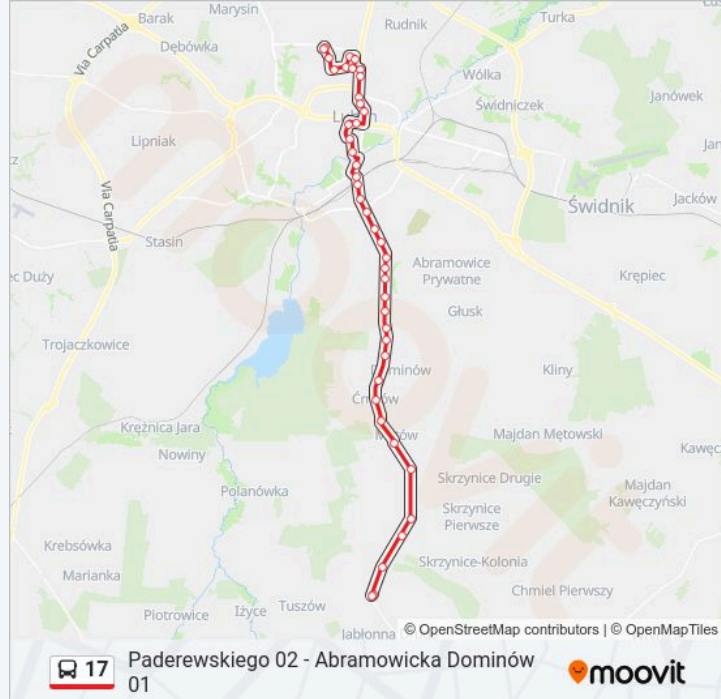 Marysin
Barak
Rudnik
Turka
Dębówka
Via Carpatia
Wólka
Świdniczek
Janówek
Lipniak
Via Carpatia
Świdnik
Jacków
Stasin
Abramowice
Prywatne
Krępiec
Głusk
Trojaczkowice
Kliny
Krężnica Jara
Majdan Mętowski
Nowiny
Skrzynice Drugie
Polanówka
Majdan
Kawęczyński
Skrzynice
Pierwsze
Krebsówka
Skrzynice-Kolonia
Marianka
Chmiel Pierwszy
Tuszów
Piotrowice
Iżyce
Jabłonna
© OpenStreetMap contributors | © OpenMapTiles
17
Paderewskiego 02 - Abramowicka Dominów
01
moovit